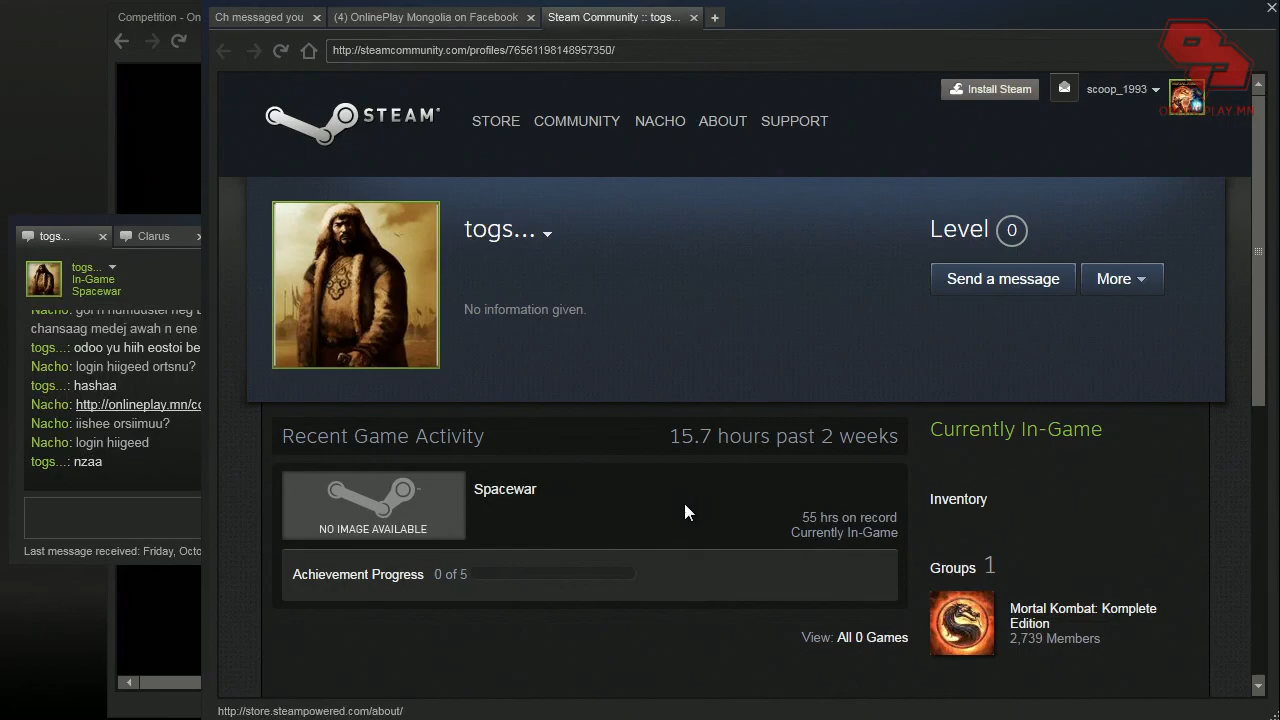 Competition - On
Ch messaged you
(4) OnlinePlay Mongolia on Facebook
Steam Community :: togs...
http://steamcommunity.com/profiles/76561198148957350/
Install Steam
scoop_1993
ONLINEPLAY.MN
STEAM
STORE COMMUNITY NACHO ABOUT SUPPORT
togs...
Level 0
Send a message
More
No information given.
togs...
Clarus
togs...
In-Game
Spacewar
chansaag medej awah n ene
togs...: odoo yu hiih eostoi be
Nacho: login hiigeed ortsnu?
togs...: hashaa
Nacho: http://onlineplay.mn/co
Nacho: iishee orsiimuu?
Nacho: login hiigeed
togs...: nzaa
Last message received: Friday, Octo
Recent Game Activity
15.7 hours past 2 weeks
NO IMAGE AVAILABLE
Spacewar
55 hrs on record
Currently In-Game
Achievement Progress 0 of 5
View: All 0 Games
Currently In-Game
Inventory
Groups 1
Mortal Kombat: Komplete
Edition
2,739 Members
http://store.steampowered.com/about/